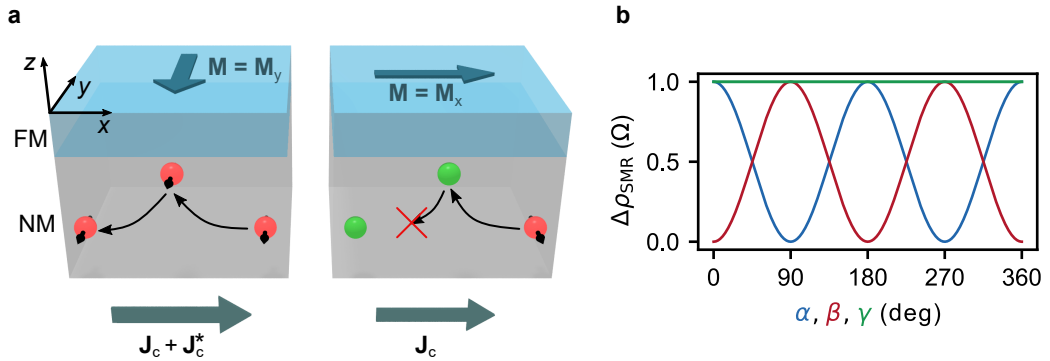 a
b
z
y
x
M = M_y
M = M_x
FM
NM
J_c + J_c^*
J_c
Δρ_SMR (Ω)
1.0
0.5
0.0
0 90 180 270 360
α, β, γ (deg)